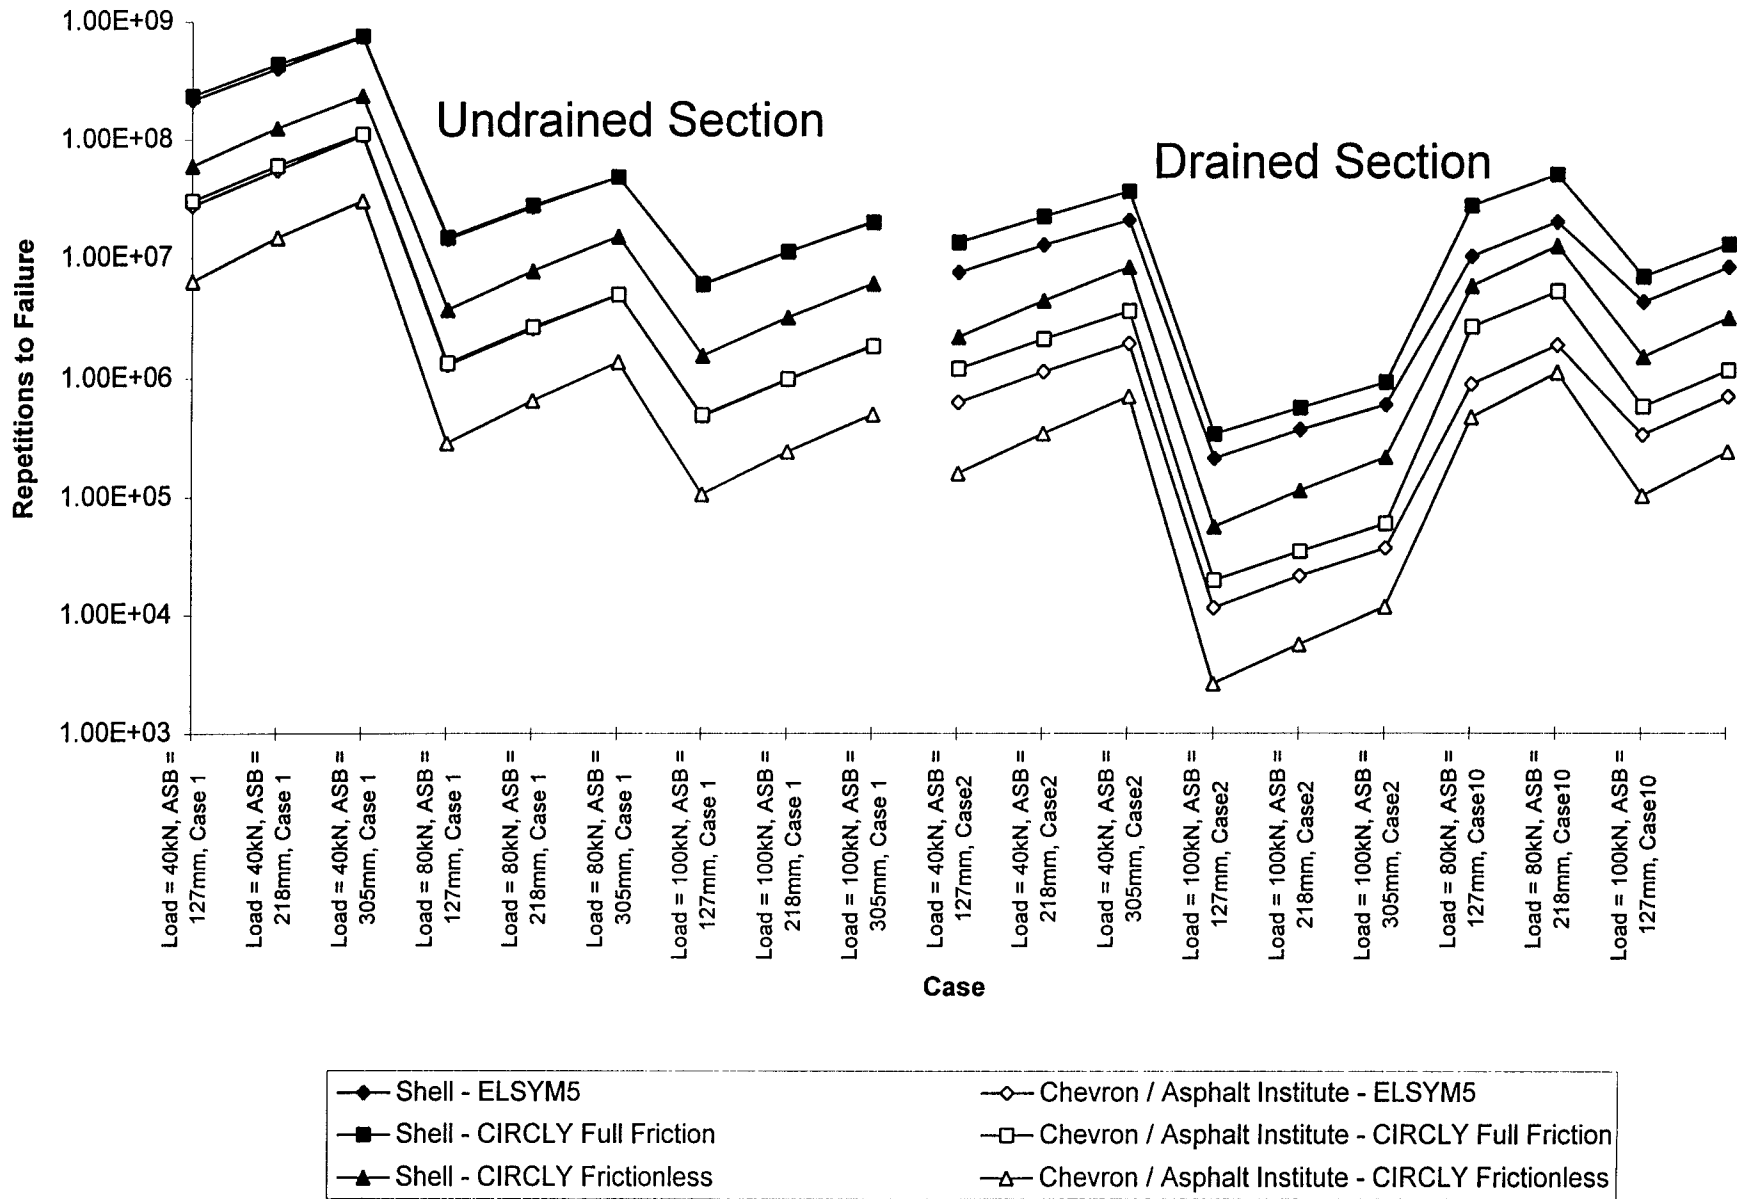 1.00E+09
1.00E+08
1.00E+07
1.00E+06
1.00E+05
1.00E+04
1.00E+03
Repetitions to Failure
Undrained Section
Drained Section
Load = 40kN, ASB =
127mm, Case 1
Load = 40kN, ASB =
218mm, Case 1
Load = 40kN, ASB =
305mm, Case 1
Load = 80kN, ASB =
127mm, Case 1
Load = 80kN, ASB =
218mm, Case 1
Load = 80kN, ASB =
305mm, Case 1
Load = 100kN, ASB =
127mm, Case 1
Load = 100kN, ASB =
218mm, Case 1
Load = 100kN, ASB =
305mm, Case 1
Load = 40kN, ASB =
127mm, Case2
Load = 40kN, ASB =
218mm, Case2
Load = 40kN, ASB =
305mm, Case2
Load = 100kN, ASB =
127mm, Case2
Load = 100kN, ASB =
218mm, Case2
Load = 100kN, ASB =
305mm, Case2
Load = 80kN, ASB =
127mm, Case10
Load = 80kN, ASB =
218mm, Case10
Load = 100kN, ASB =
127mm, Case10
Case
Shell - ELSYM5
Shell - CIRCLY Full Friction
Shell - CIRCLY Frictionless
Chevron / Asphalt Institute - ELSYM5
Chevron / Asphalt Institute - CIRCLY Full Friction
Chevron / Asphalt Institute - CIRCLY Frictionless